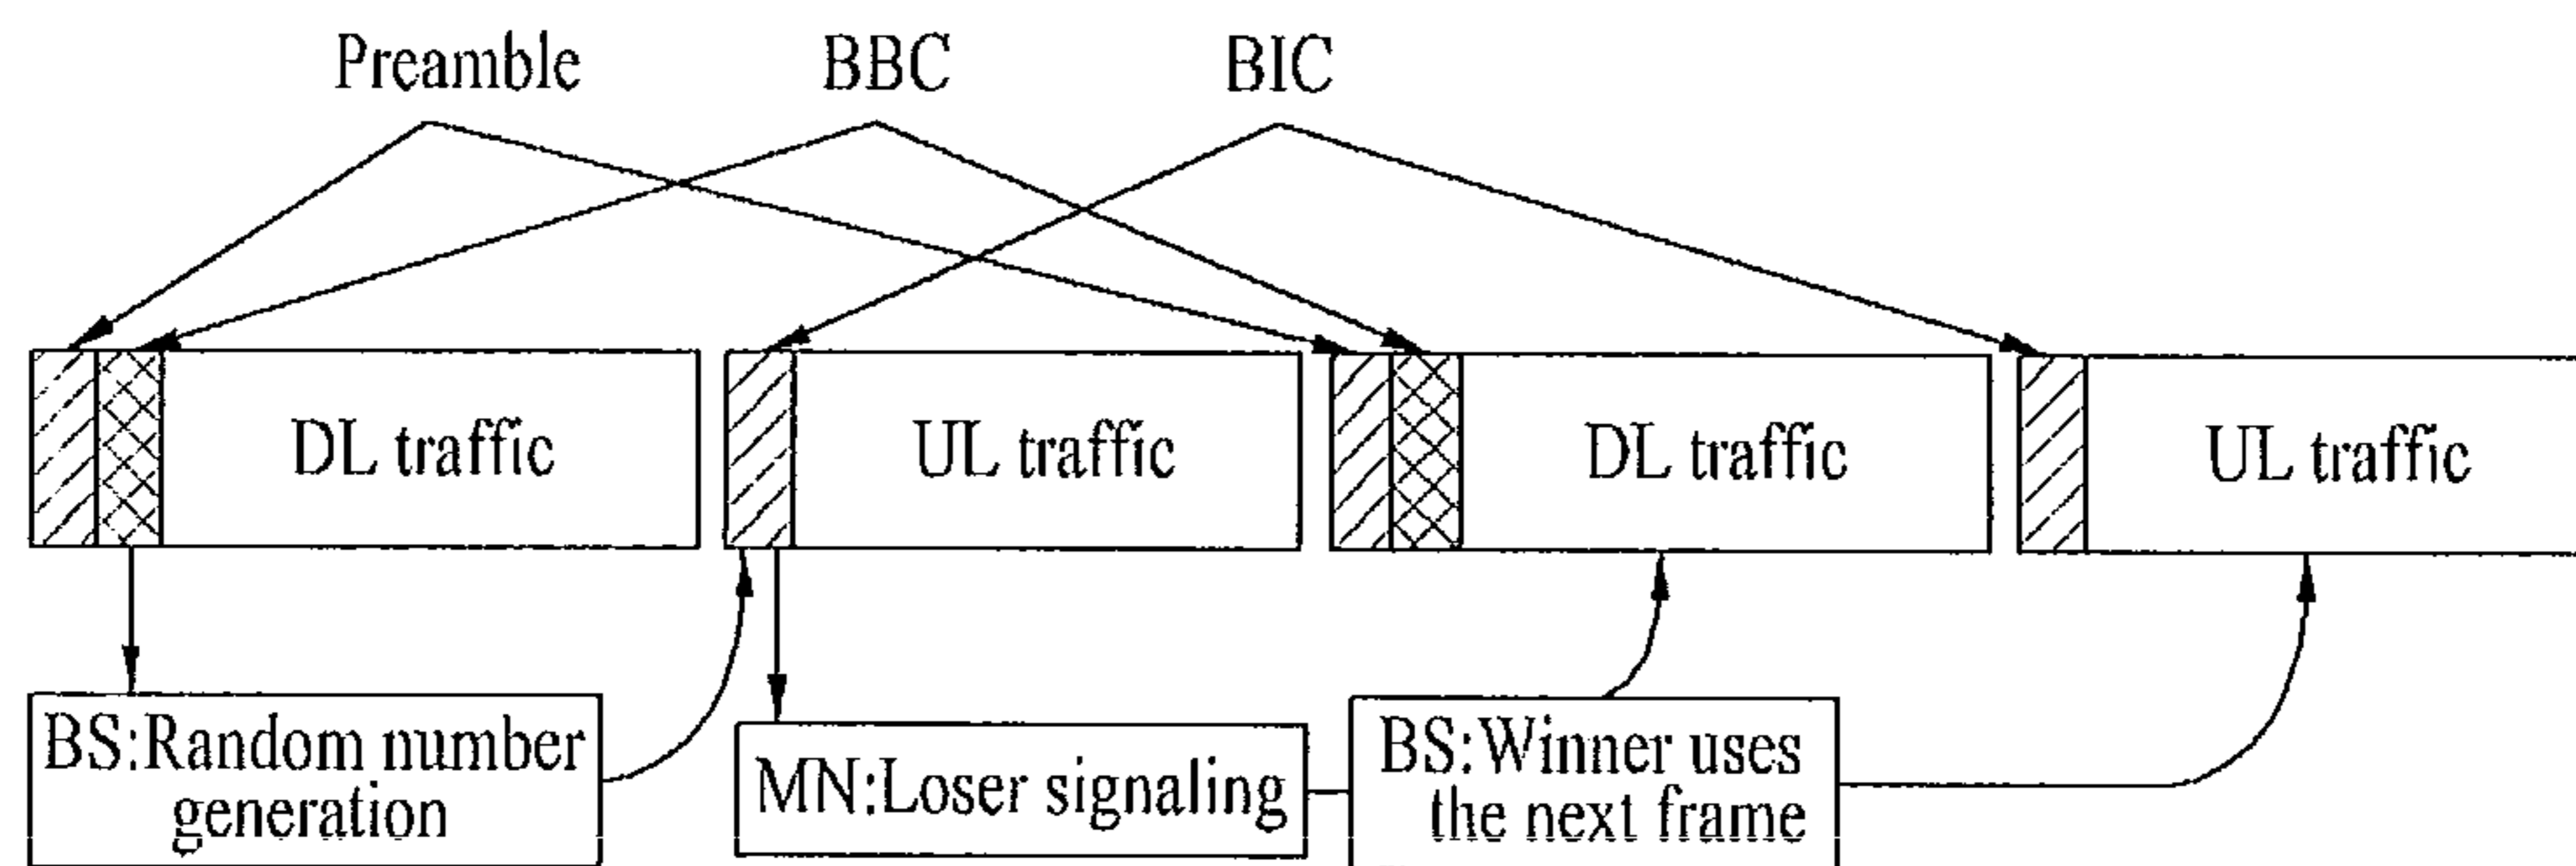 Preamble BBC BIC
DL traffic UL traffic DL traffic UL traffic
BS:Random number
generation
MN:Loser signaling
BS:Winner uses
the next frame